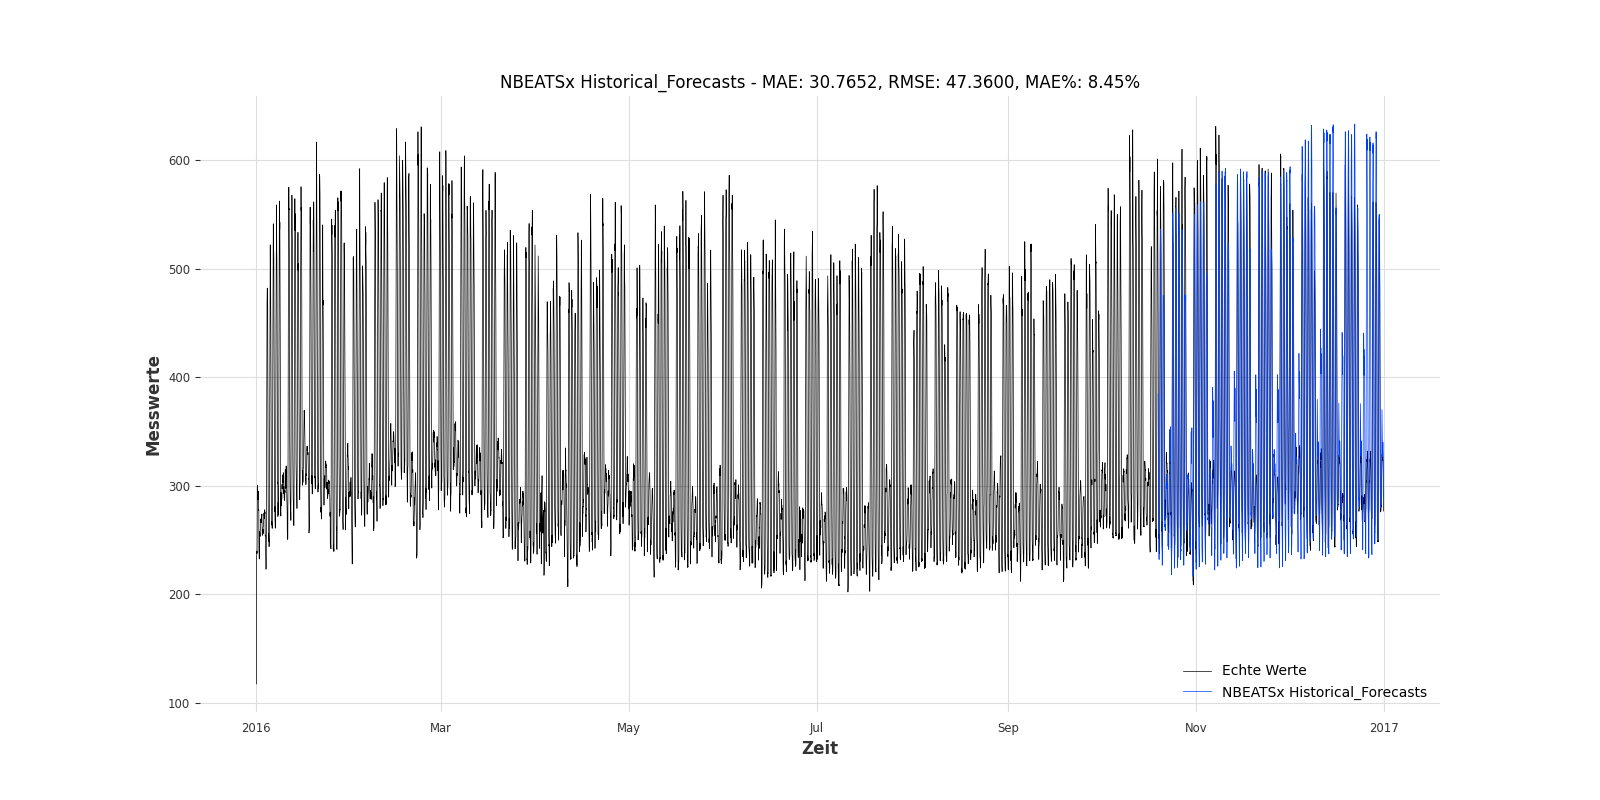 NBEATSx Historical_Forecasts - MAE: 30.7652, RMSE: 47.3600, MAE%: 8.45%
600
500
400
300
200
100
Messwerte
Echte Werte
NBEATSx Historical_Forecasts
2016 Mar May Jul Sep Nov 2017
Zeit